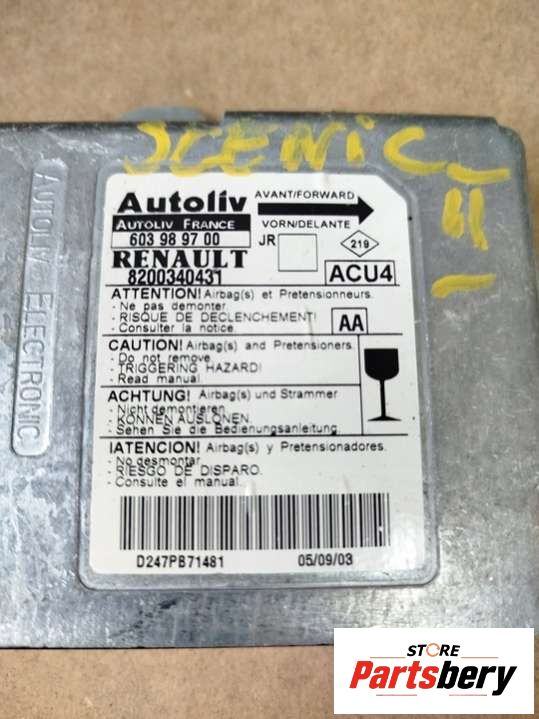 SCENIC II
AUTOLIV ELECTRONIC
Autoliv
AUTOLIV FRANCE
603 98 97 00
RENAULT
8200340431
AVANT/FORWARD
VORN/DELANTE
JR
219
ACU4
ATTENTION! Airbag(s) et Pretensionneurs.
- Ne pas demonter.
- RISQUE DE DECLENCHEMENT!
- Consulter la notice.
AA
CAUTION! Airbag(s) and Pretensioners.
- Do not remove.
- TRIGGERING HAZARD!
- Read manual.
ACHTUNG! Airbag(s) und Strammer
- Nicht demontieren.
- KONNEN AUSLONEN.
- Sehen Sie die Bedienungsanleitung.
IATENCION! Airbag(s) y Pretensionadores.
- No desmontar.
- RIESGO DE DISPARO.
- Consulte el manual.
D247PB71481 05/09/03
STORE
Partsbery